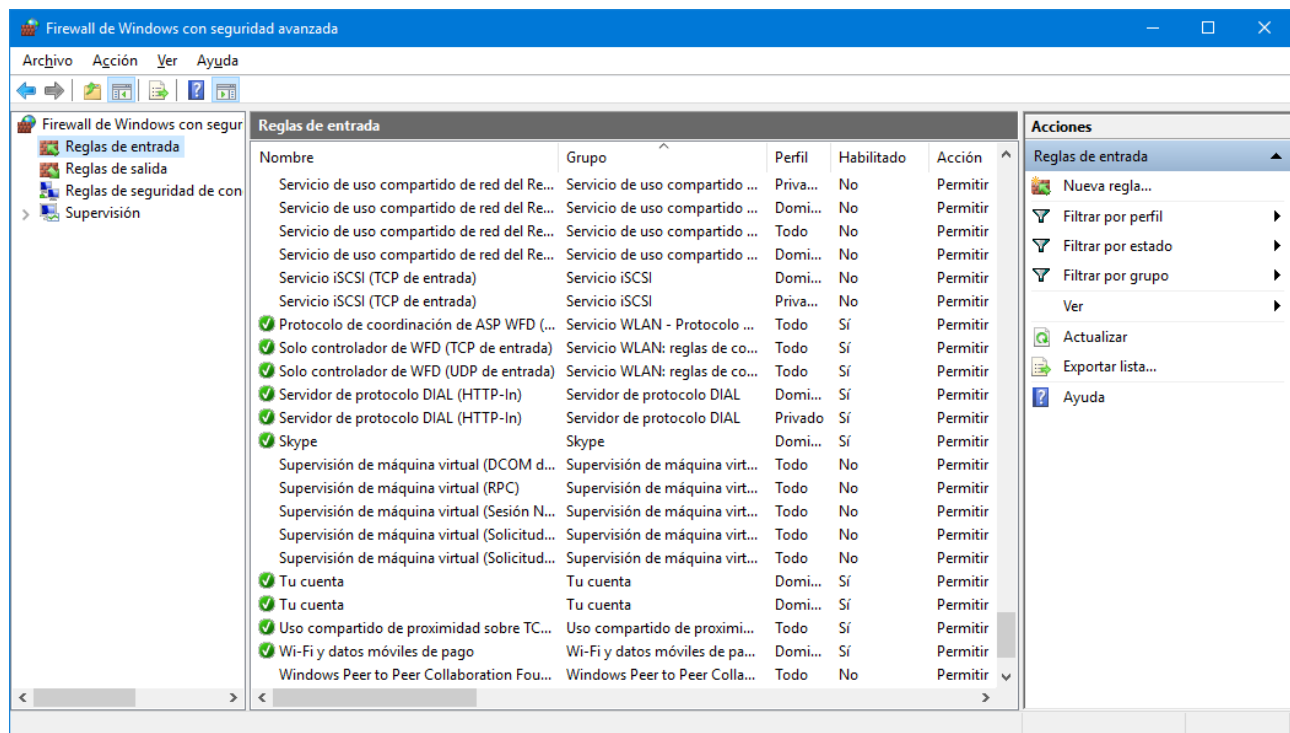 Firewall de Windows con seguridad avanzada
Archivo Acción Ver Ayuda
Firewall de Windows con segur
Reglas de entrada
Reglas de salida
Reglas de seguridad de con
Supervisión
Reglas de entrada
Nombre Grupo Perfil Habilitado Acción
Servicio de uso compartido de red del Re... Servicio de uso compartido ... Priva... No Permitir
Servicio de uso compartido de red del Re... Servicio de uso compartido ... Domi... No Permitir
Servicio de uso compartido de red del Re... Servicio de uso compartido ... Todo No Permitir
Servicio de uso compartido de red del Re... Servicio de uso compartido ... Domi... No Permitir
Servicio iSCSI (TCP de entrada) Servicio iSCSI Domi... No Permitir
Servicio iSCSI (TCP de entrada) Servicio iSCSI Priva... No Permitir
Protocolo de coordinación de ASP WFD (... Servicio WLAN - Protocolo ... Todo Sí Permitir
Solo controlador de WFD (TCP de entrada) Servicio WLAN: reglas de co... Todo Sí Permitir
Solo controlador de WFD (UDP de entrada) Servicio WLAN: reglas de co... Todo Sí Permitir
Servidor de protocolo DIAL (HTTP-In) Servidor de protocolo DIAL Domi... Sí Permitir
Servidor de protocolo DIAL (HTTP-In) Servidor de protocolo DIAL Privado Sí Permitir
Skype Skype Domi... Sí Permitir
Supervisión de máquina virtual (DCOM d... Supervisión de máquina virt... Todo No Permitir
Supervisión de máquina virtual (RPC) Supervisión de máquina virt... Todo No Permitir
Supervisión de máquina virtual (Sesión N... Supervisión de máquina virt... Todo No Permitir
Supervisión de máquina virtual (Solicitud... Supervisión de máquina virt... Todo No Permitir
Supervisión de máquina virtual (Solicitud... Supervisión de máquina virt... Todo No Permitir
Tu cuenta Tu cuenta Domi... Sí Permitir
Tu cuenta Tu cuenta Domi... Sí Permitir
Uso compartido de proximidad sobre TC... Uso compartido de proximi... Todo Sí Permitir
Wi-Fi y datos móviles de pago Wi-Fi y datos móviles de pa... Domi... Sí Permitir
Windows Peer to Peer Collaboration Fou... Windows Peer to Peer Colla... Todo No Permitir
Acciones
Reglas de entrada
Nueva regla...
Filtrar por perfil
Filtrar por estado
Filtrar por grupo
Ver
Actualizar
Exportar lista...
Ayuda